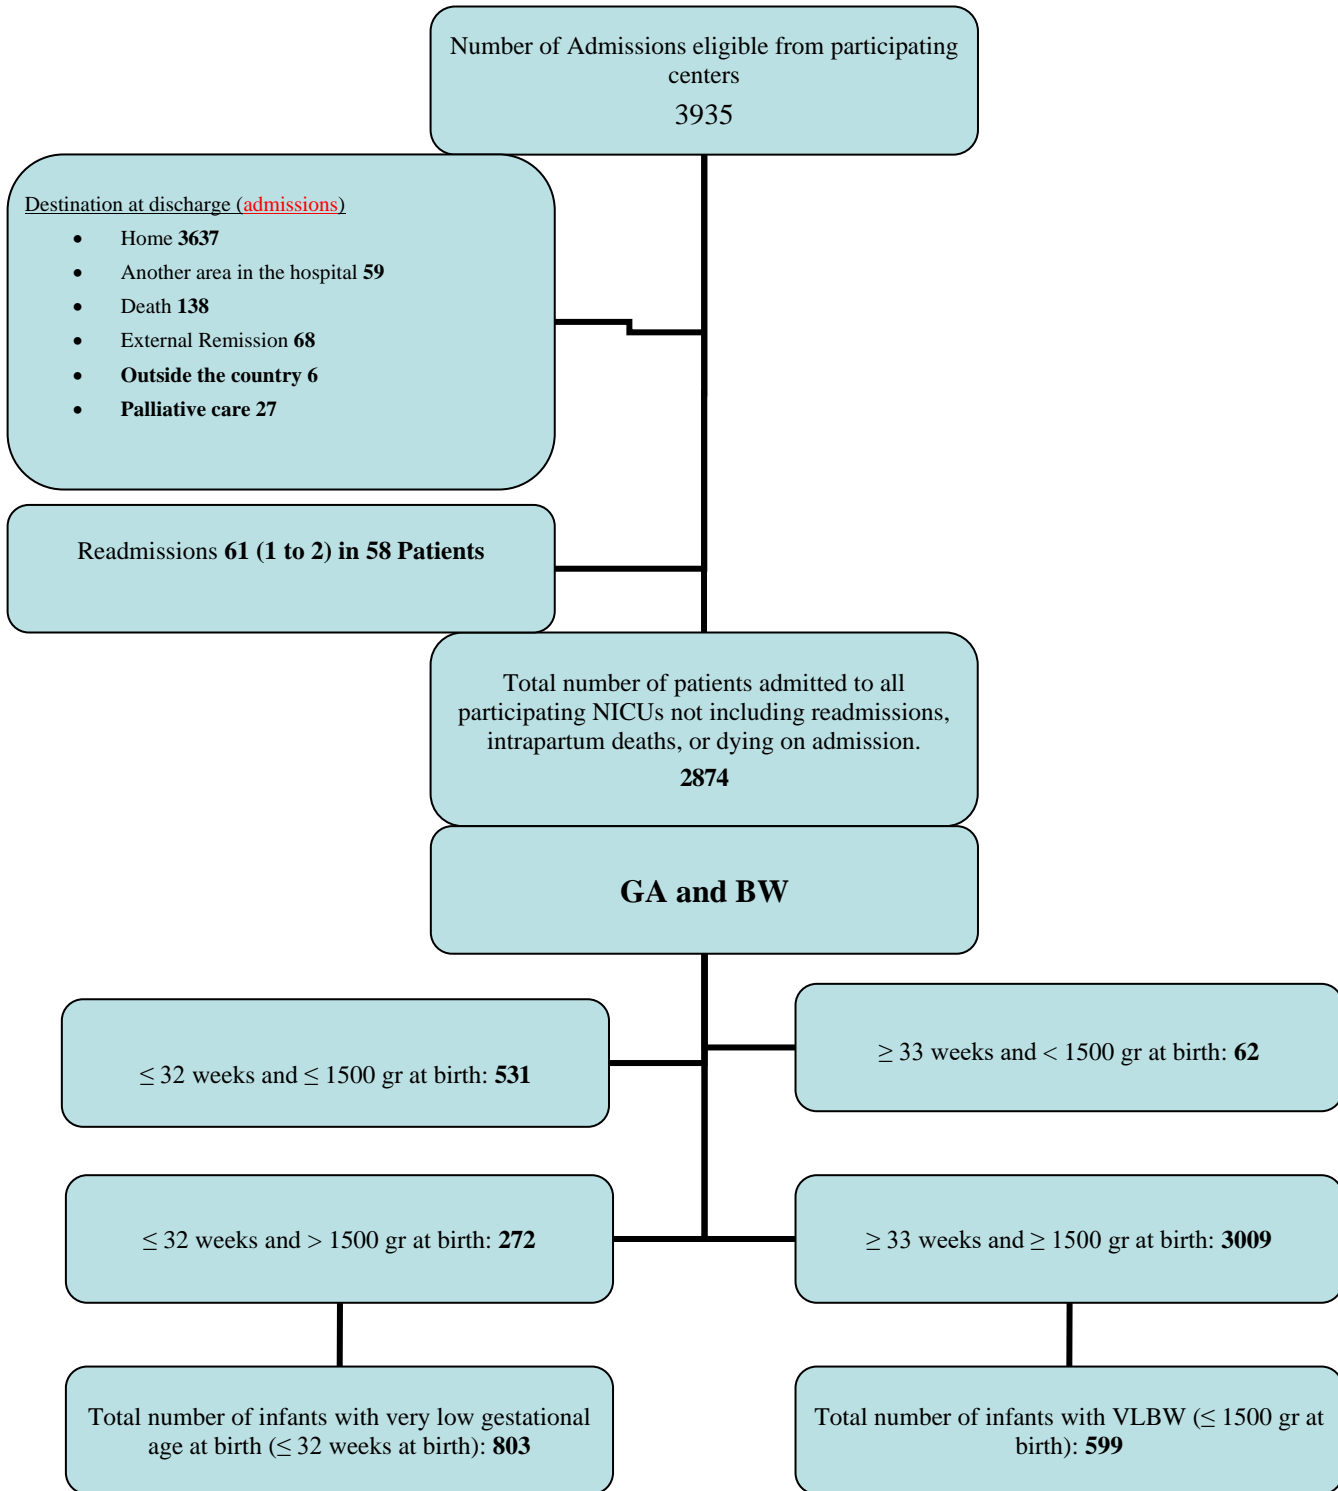 Number of Admissions eligible from participating
centers
3935
Destination at discharge (admissions)
• Home 3637
• Another area in the hospital 59
• Death 138
• External Remission 68
• Outside the country 6
• Palliative care 27
Readmissions 61 (1 to 2) in 58 Patients
Total number of patients admitted to all
participating NICUs not including readmissions,
intrapartum deaths, or dying on admission.
2874
GA and BW
≤ 32 weeks and ≤ 1500 gr at birth: 531
≥ 33 weeks and < 1500 gr at birth: 62
≤ 32 weeks and > 1500 gr at birth: 272
≥ 33 weeks and ≥ 1500 gr at birth: 3009
Total number of infants with very low gestational
age at birth (≤ 32 weeks at birth): 803
Total number of infants with VLBW (≤ 1500 gr at
birth): 599